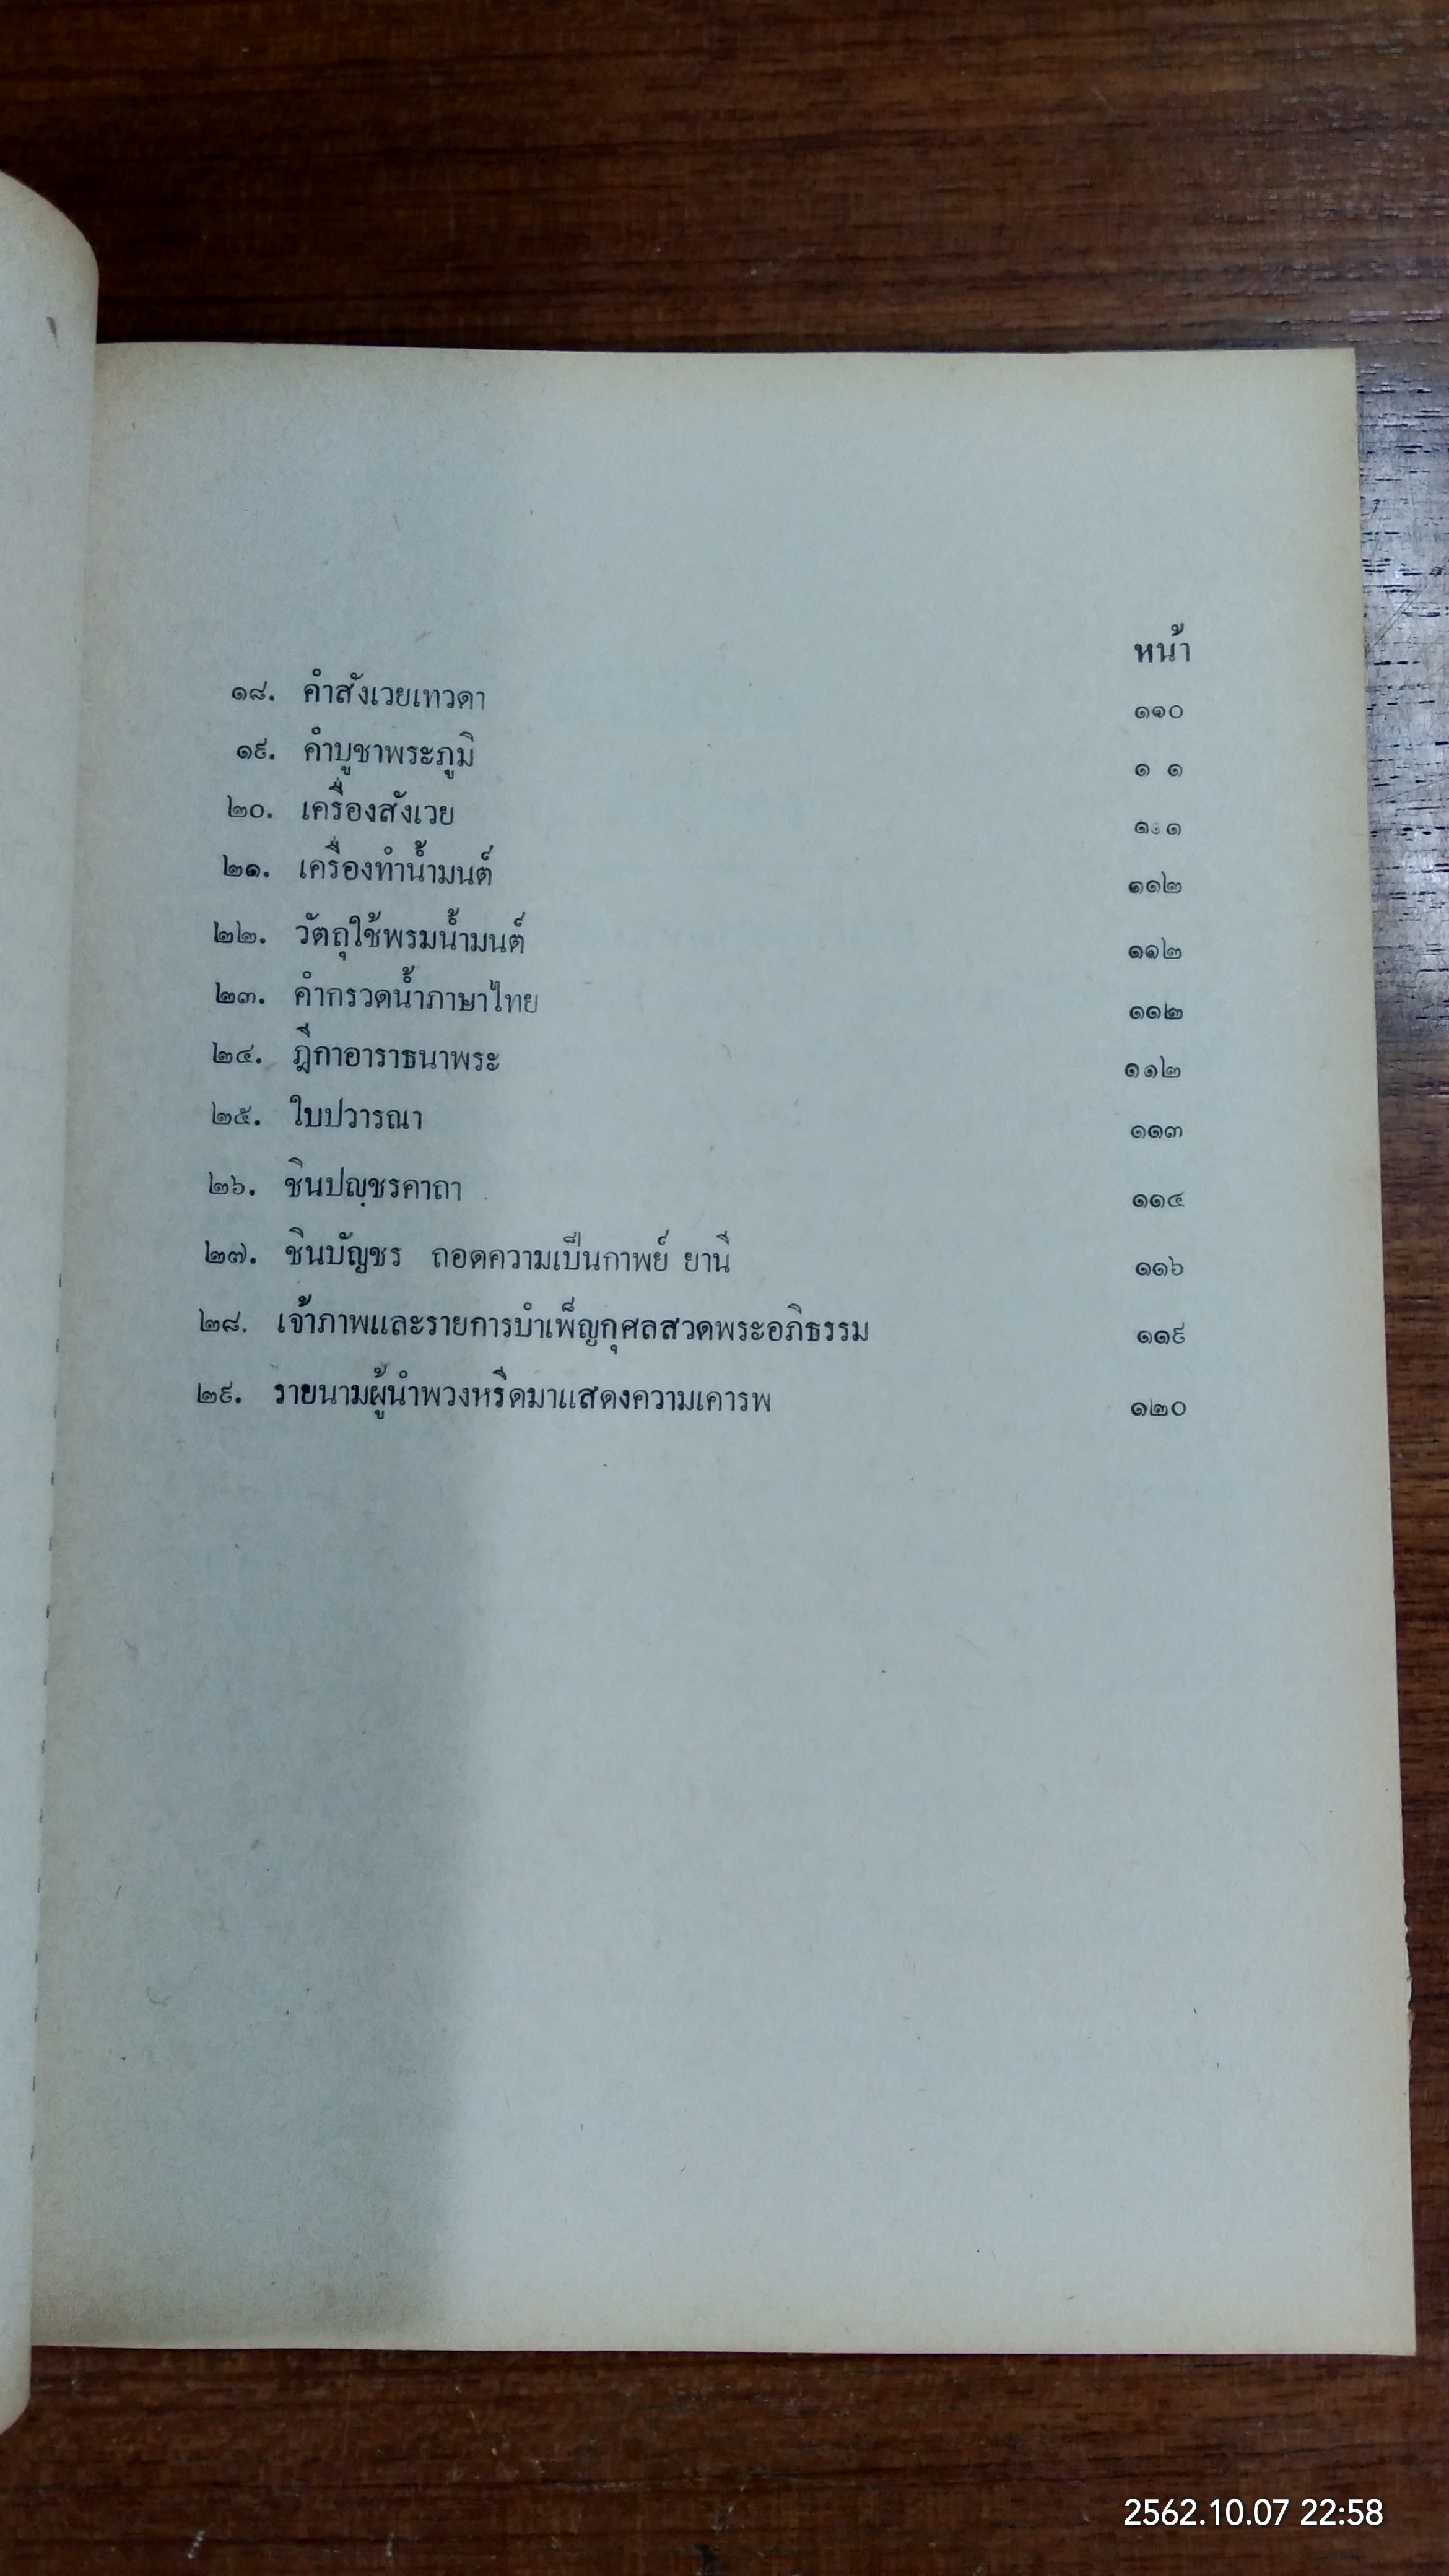 หน้า
๑๘. คำสังเวยเทวดา ๑๑๐
๑๙. คำบูชาพระภูมิ ๑ ๑
๒๐. เครื่องสังเวย ๑ ๑
๒๑. เครื่องทำน้ำมนต์ ๑๑๒
๒๒. วัตถุใช้พรมน้ำมนต์ ๑๑๒
๒๓. คำกรวดน้ำภาษาไทย ๑๑๒
๒๔. ฎีกาอาราธนาพระ ๑๑๒
๒๕. ใบปวารณา ๑๑๓
๒๖. ชินปญฺชรคาถา ๑๑๔
๒๗. ชินบัญชร ถอดความเป็นกาพย์ ยานี ๑๑๖
๒๘. เจ้าภาพและรายการบำเพ็ญกุศลสวดพระอภิธรรม ๑๑๙
๒๙. รายนามผู้นำพวงหรีดมาแสดงความเคารพ ๑๒๐
2562.10.07 22:58